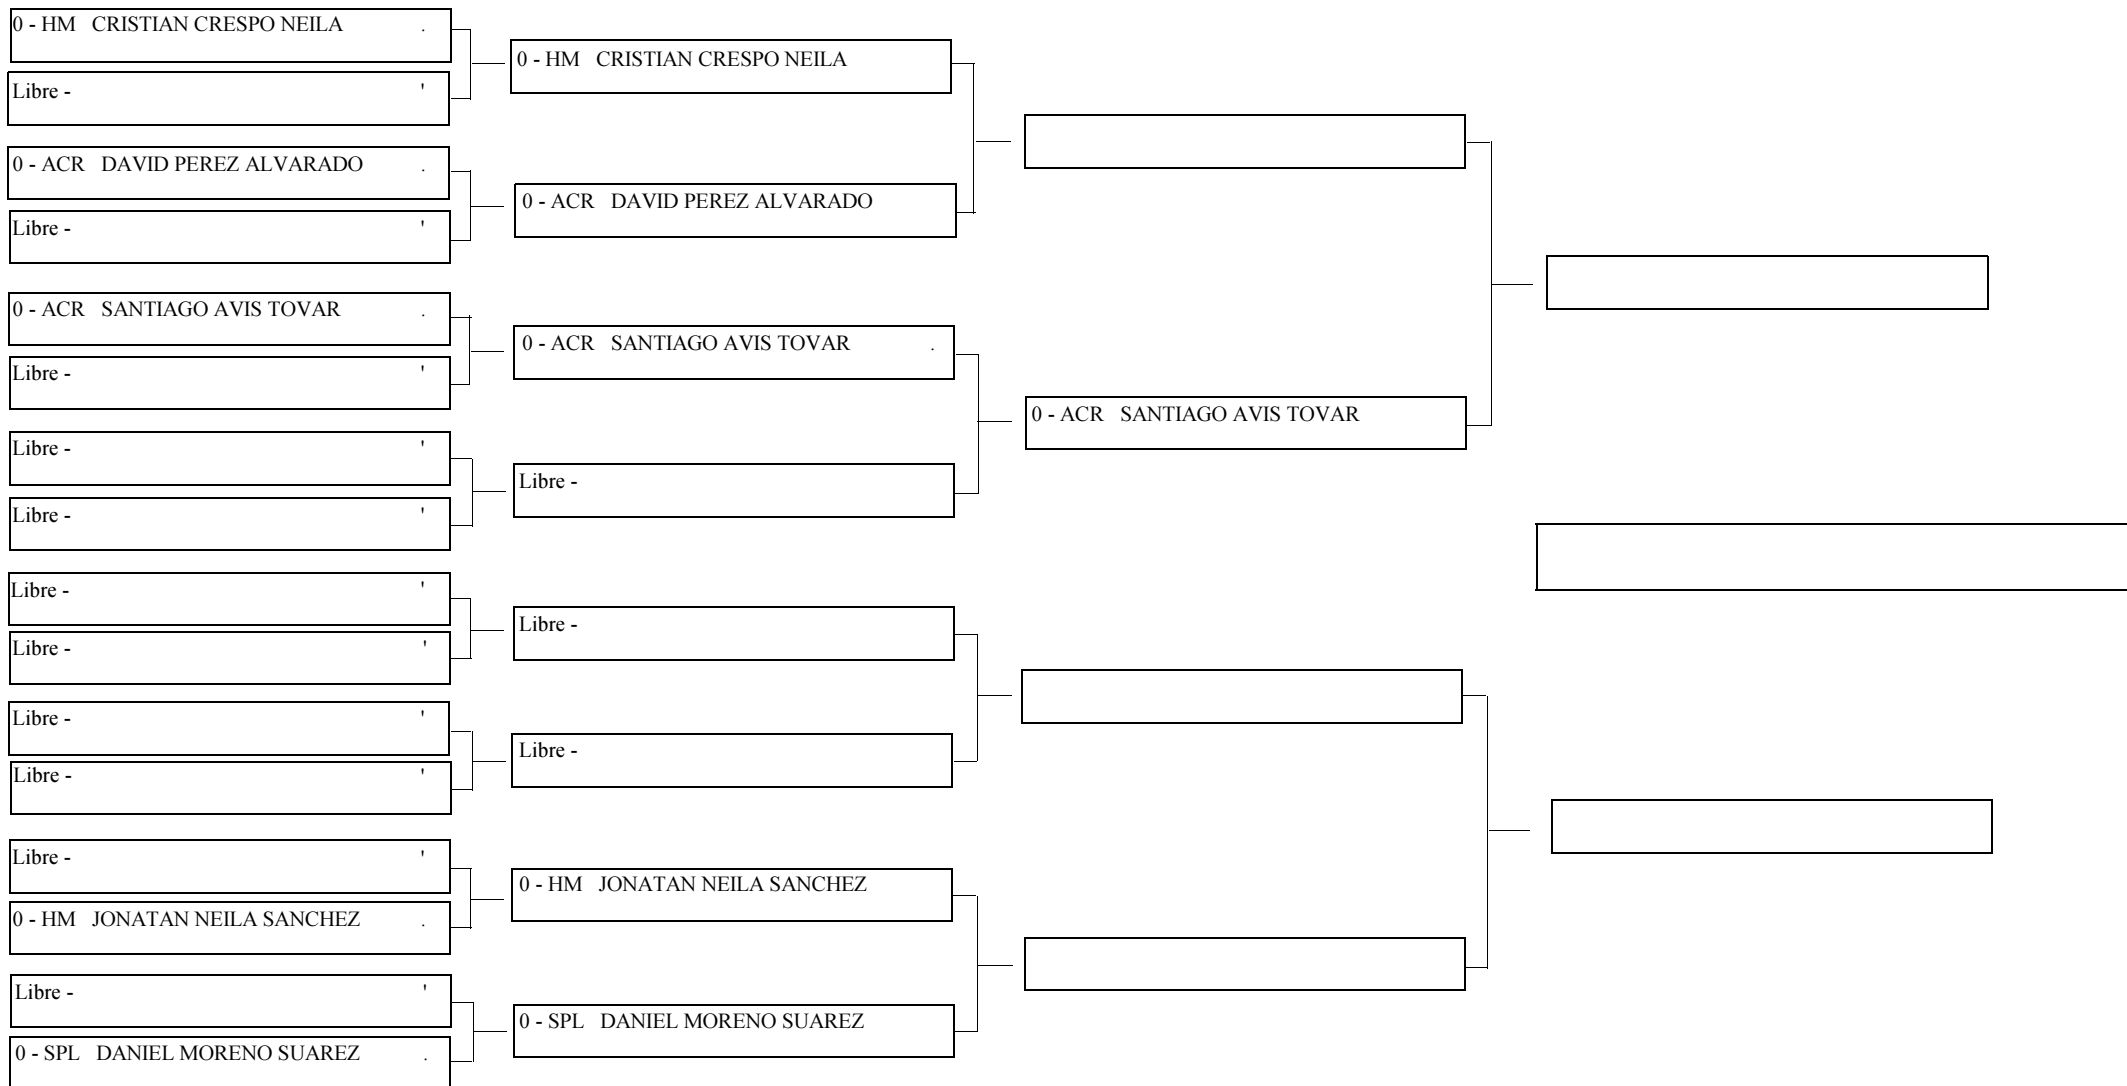 0 - HM CRISTIAN CRESPO NEILA .
Libre - '
0 - ACR DAVID PEREZ ALVARADO .
Libre - '
0 - ACR SANTIAGO AVIS TOVAR .
Libre - '
Libre - '
Libre - '
Libre - '
Libre - '
Libre - '
Libre - '
Libre - '
0 - HM JONATAN NEILA SANCHEZ .
Libre - '
0 - SPL DANIEL MORENO SUAREZ .
0 - HM CRISTIAN CRESPO NEILA
0 - ACR DAVID PEREZ ALVARADO
0 - ACR SANTIAGO AVIS TOVAR .
Libre -
Libre -
Libre -
0 - HM JONATAN NEILA SANCHEZ
0 - SPL DANIEL MORENO SUAREZ
0 - ACR SANTIAGO AVIS TOVAR